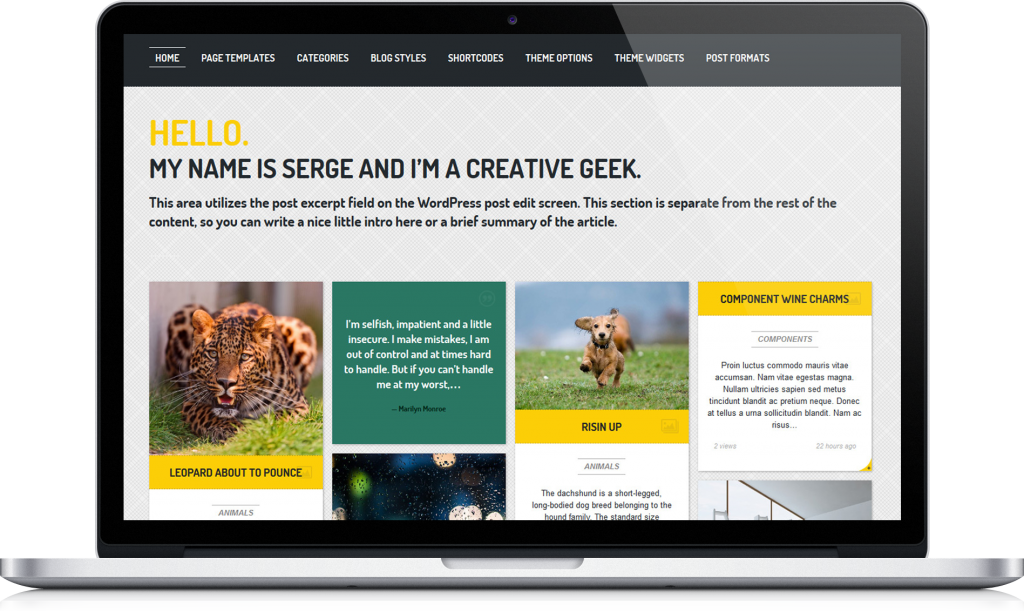 HOME PAGE TEMPLATES CATEGORIES BLOG STYLES SHORTCODES THEME OPTIONS THEME WIDGETS POST FORMATS
HELLO.
MY NAME IS SERGE AND I'M A CREATIVE GEEK.
This area utilizes the post excerpt field on the WordPress post edit screen. This section is separate from the rest of the
content, so you can write a nice little intro here or a brief summary of the article.
LEOPARD ABOUT TO POUNCE
ANIMALS
I'm selfish, impatient and a little
insecure. I make mistakes, I am
out of control and at times hard
to handle. But if you can't handle
me at my worst,...
– Marilyn Monroe
RISIN UP
ANIMALS
The dachshund is a short-legged,
long-bodied dog breed belonging to the
hound family. The standard size
COMPONENT WINE CHARMS
COMPONENTS
Proin luctus commodo mauris vitae
accumsan. Nam vitae egestas magna.
Nullam ultricies sapien sed metus
tincidunt blandit ac pretium neque. Donec
at tellus a urna sollicitudin blandit. Nam ac
risus...
2 views 22 hours ago